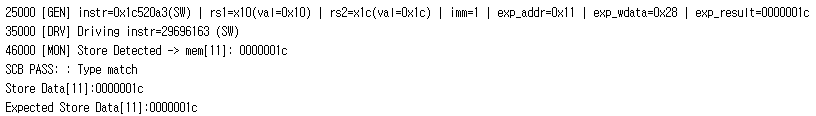 25000 [GEN] instr=0x1c520a3(SW) | rs1=x10(val=0x10) | rs2=x1c(val=0x1c) | imm=1 | exp_addr=0x11 | exp_wdata=0x28 | exp_result=0000001c
35000 [DRV] Driving instr=29696163 (SW)
46000 [MON] Store Detected -> mem[11]: 0000001c
SCB PASS: : Type match
Store Data[11]:0000001c
Expected Store Data[11]:0000001c